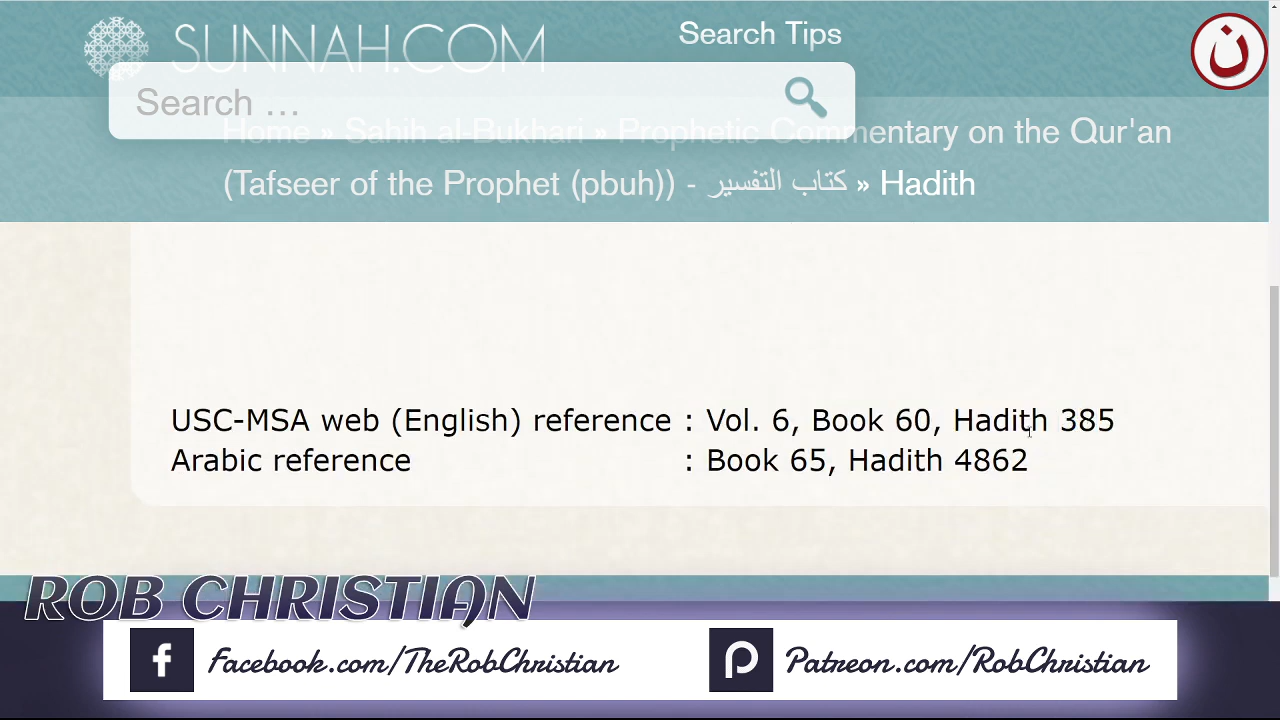 SUNNAH.COM
Search Tips
ن
Search ...
Home » Sahih al-Bukhari » Prophetic Commentary on the Qur'an
(Tafseer of the Prophet (pbuh)) - كتاب التفسير » Hadith
USC-MSA web (English) reference : Vol. 6, Book 60, Hadith 385
Arabic reference : Book 65, Hadith 4862
ROB CHRISTIAN
Facebook.com/TheRobChristian
Patreon.com/RobChristian